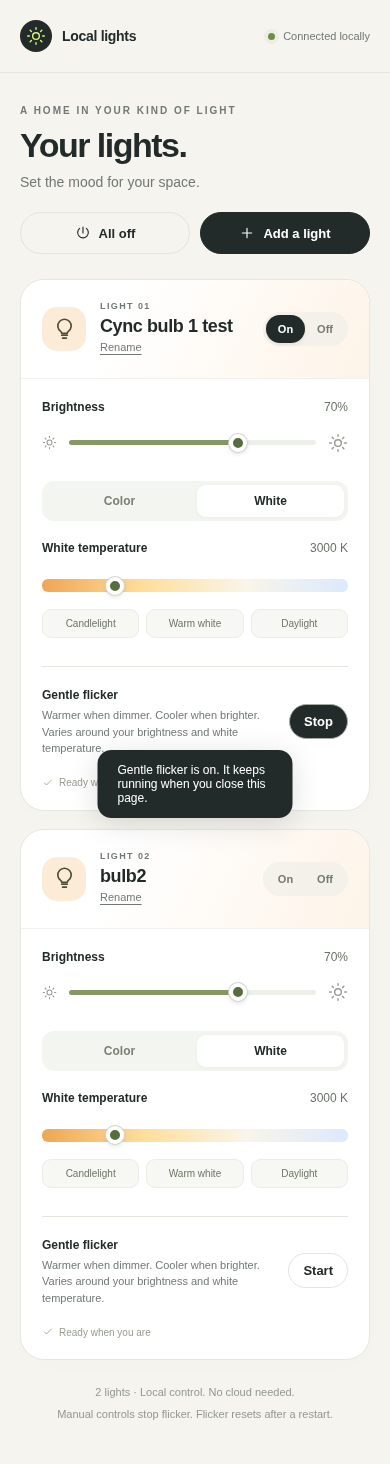 Local lights
Connected locally
A HOME IN YOUR KIND OF LIGHT
Your lights.
Set the mood for your space.
All off
Add a light
LIGHT 01
Cync bulb 1 test
Rename
On Off
Brightness 70%
Color White
White temperature 3000 K
Candlelight Warm white Daylight
Gentle flicker
Warmer when dimmer. Cooler when brighter.
Varies around your brightness and white
temperature.
Stop
Ready w
Gentle flicker is on. It keeps
running when you close this
page.
LIGHT 02
bulb2
Rename
On Off
Brightness 70%
Color White
White temperature 3000 K
Candlelight Warm white Daylight
Gentle flicker
Warmer when dimmer. Cooler when brighter.
Varies around your brightness and white
temperature.
Start
Ready when you are
2 lights · Local control. No cloud needed.
Manual controls stop flicker. Flicker resets after a restart.